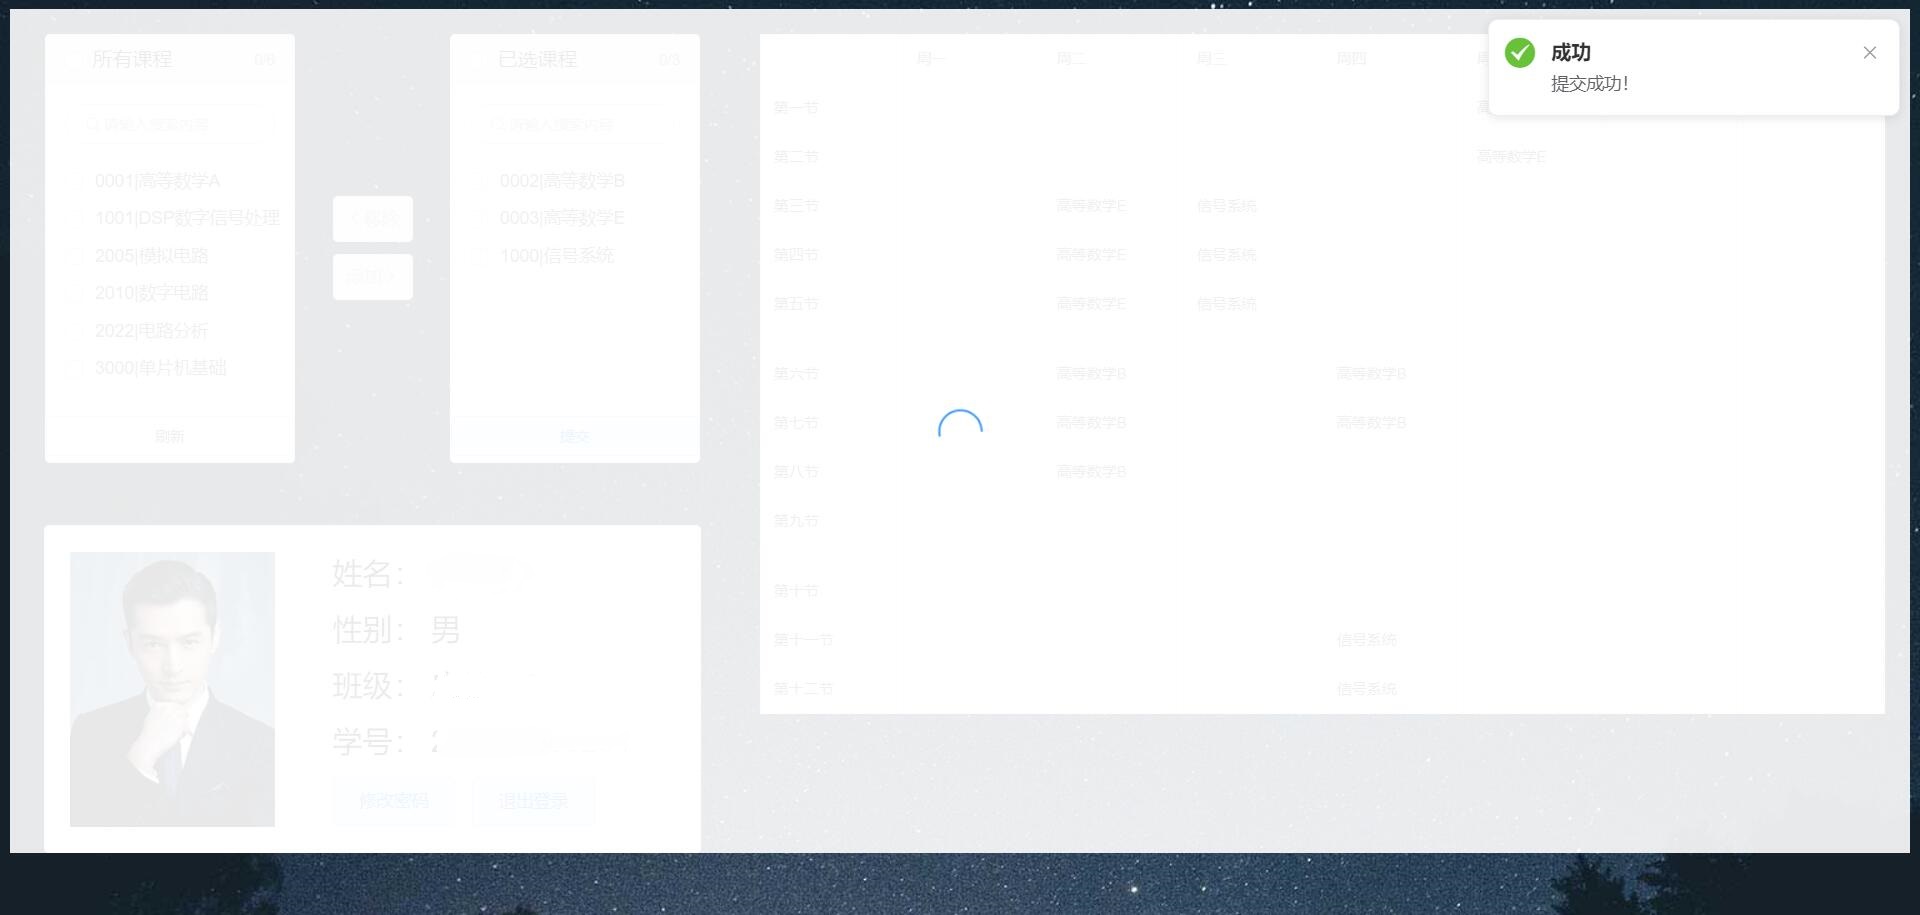 所有课程 0/6
请输入搜索内容
0001|高等数学A
1001|DSP数字信号处理
2005|模拟电路
2010|数字电路
2022|电路分析
3000|单片机基础
刷新
移除
添加
已选课程 0/3
请输入搜索内容
0002|高等数学B
0003|高等数学E
1000|信号系统
提交
周一 周二 周三 周四
第一节
第二节 高等数学E
第三节 高等数学E 信号系统
第四节 高等数学E 信号系统
第五节 高等数学E 信号系统
第六节 高等数学B 高等数学B
第七节 高等数学B 高等数学B
第八节 高等数学B
第九节
第十节
第十一节 信号系统
第十二节 信号系统
成功
提交成功!
姓名：
性别： 男
班级：
学号：
修改密码 退出登录